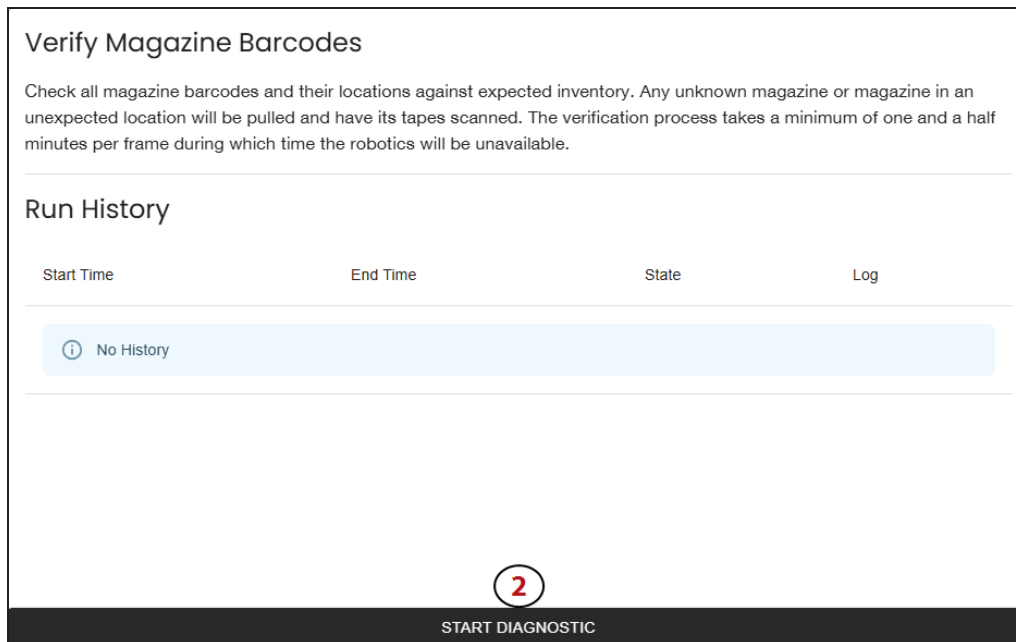 Verify Magazine Barcodes
Check all magazine barcodes and their locations against expected inventory. Any unknown magazine or magazine in an
unexpected location will be pulled and have its tapes scanned. The verification process takes a minimum of one and a half
minutes per frame during which time the robotics will be unavailable.
Run History
Start Time End Time State Log
No History
2
START DIAGNOSTIC